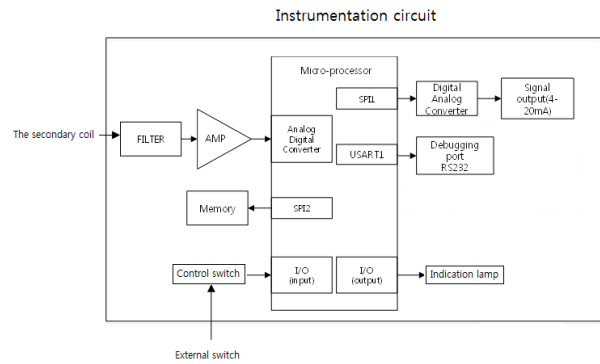 Instrumentation circuit
Micro-processor
The secondary coil
FILTER
AMP
Analog
Digital
Converter
SPI1
Digital
Analog
Converter
Signal
output(4-
20mA)
USART1
Debugging
port
RS232
Memory
SPI2
Control switch
I/O
(input)
I/O
(output)
Indication lamp
External switch